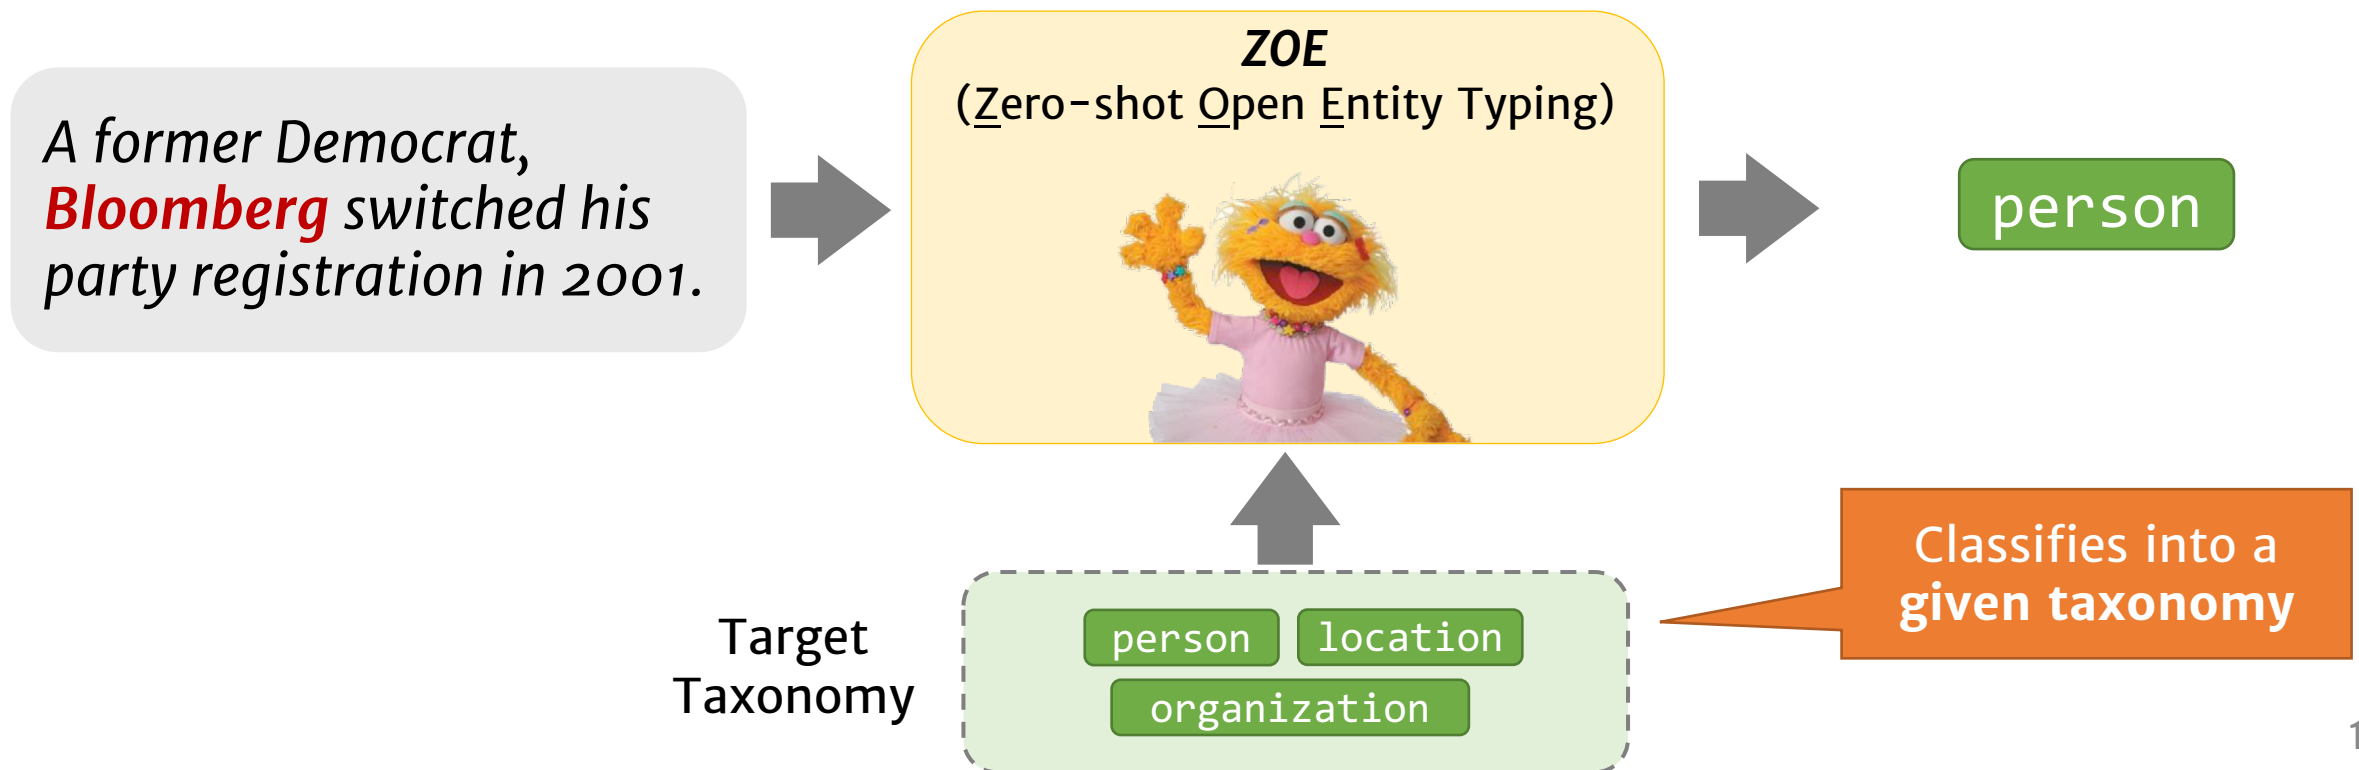 ZOE
(Zero-shot Open Entity Typing)
A former Democrat,
Bloomberg switched his
party registration in 2001.
person
Target
Taxonomy
person location
organization
Classifies into a
given taxonomy
1